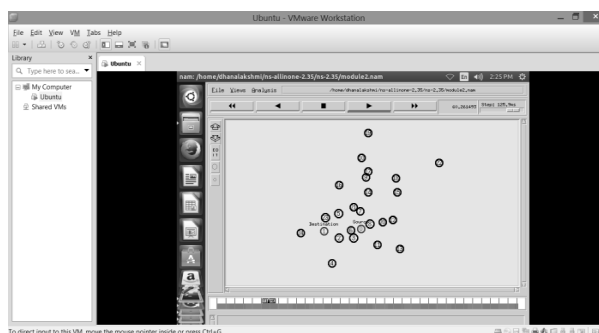 Ubuntu - VMware Workstation
File Edit View VM Tabs Help
Library
Ubuntu
Type here to sea..
My Computer
Ubuntu
Shared VMs
nam: /home/dhanalakshmi/ns-allinone-2.35/ns-2.35/module2.nam
En
2:25 PM
File Views Analysis
/home/dhanalakshmi/ns-allinone-2.35/ns-2.35/module2.nam
Destination
Source
To direct input to this VM, move the mouse pointer inside or press Ctrl+G.